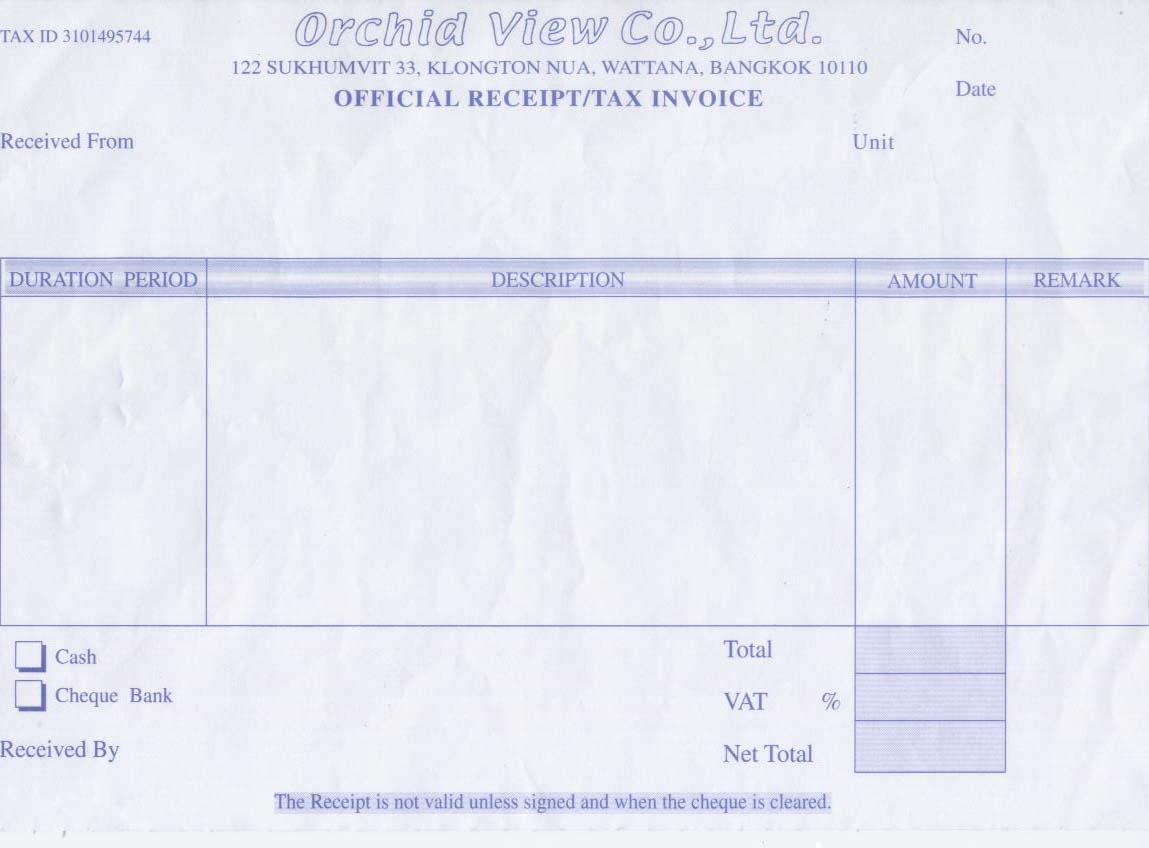 TAX ID 3101495744
Orchid View Co.,Ltd.
No.
122 SUKHUMVIT 33, KLONGTON NUA, WATTANA, BANGKOK 10110
Date
OFFICIAL RECEIPT/TAX INVOICE
Received From
Unit
DURATION PERIOD
DESCRIPTION
AMOUNT
REMARK
Cash
Total
Cheque Bank
VAT %
Received By
Net Total
The Receipt is not valid unless signed and when the cheque is cleared.